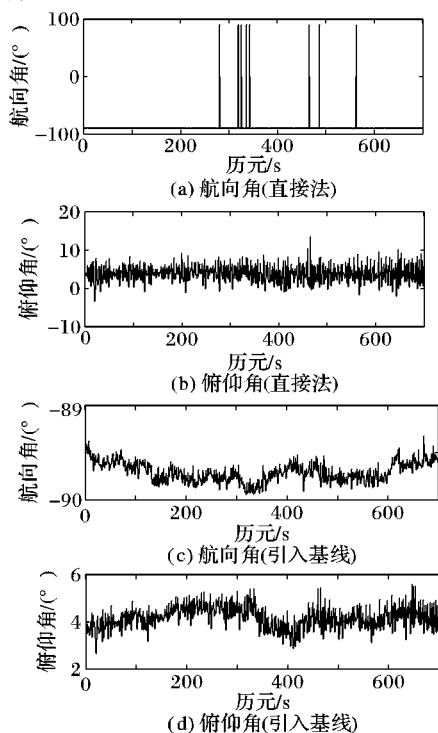 100
航向角/(° )
0
−100
0 200 400 600
历元/s
(a) 航向角(直接法)
20
俯仰角/(° )
10
0
−10
0 200 400 600
历元/s
(b) 俯仰角(直接法)
−89
航向角/(° )
−90
0 200 400 600
历元/s
(c) 航向角(引入基线)
6
俯仰角/(° )
4
2
0 200 400 600
历元/s
(d) 俯仰角(引入基线)